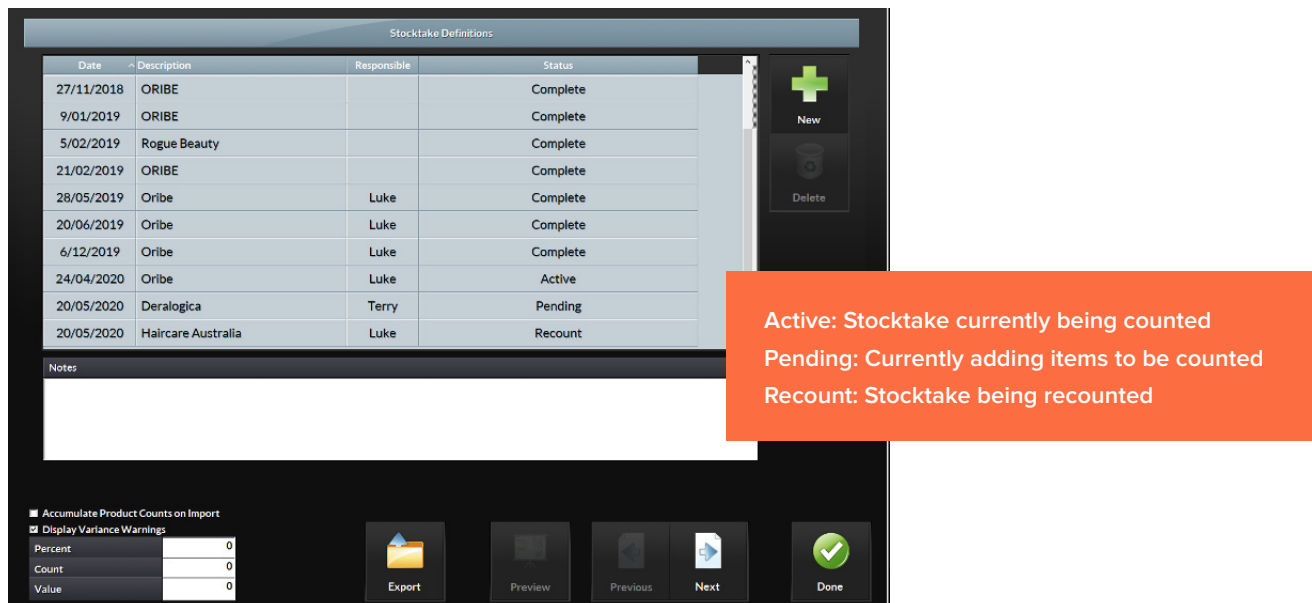 Stocktake Definitions
Date Description Responsible Status
27/11/2018 ORIBE Complete
9/01/2019 ORIBE Complete
5/02/2019 Rogue Beauty Complete
21/02/2019 ORIBE Complete
28/05/2019 Oribe Luke Complete
20/06/2019 Oribe Luke Complete
6/12/2019 Oribe Luke Complete
24/04/2020 Oribe Luke Active
20/05/2020 Deralogica Terry Pending
20/05/2020 Haircare Australia Luke Recount
New
Delete
Active: Stocktake currently being counted
Pending: Currently adding items to be counted
Recount: Stocktake being recounted
Notes
Accumulate Product Counts on Import
Display Variance Warnings
Percent 0
Count 0
Value 0
Export
Preview
Previous
Next
Done